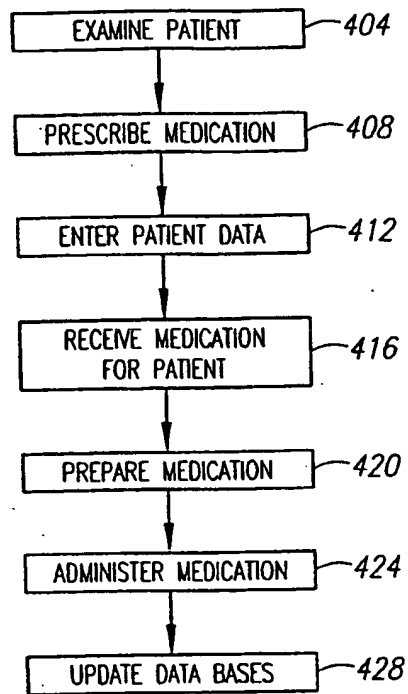 EXAMINE PATIENT 404
PRESCRIBE MEDICATION 408
ENTER PATIENT DATA 412
RECEIVE MEDICATION
FOR PATIENT 416
PREPARE MEDICATION 420
ADMINISTER MEDICATION 424
UPDATE DATA BASES 428